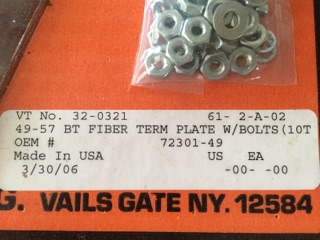 VT No. 32-0321 61- 2-A-02
49-57 BT FIBER TERM PLATE W/BOLTS(10T
OEM # 72301-49
Made In USA US EA
3/30/06 -00- -00
G. VAILS GATE NY. 12584